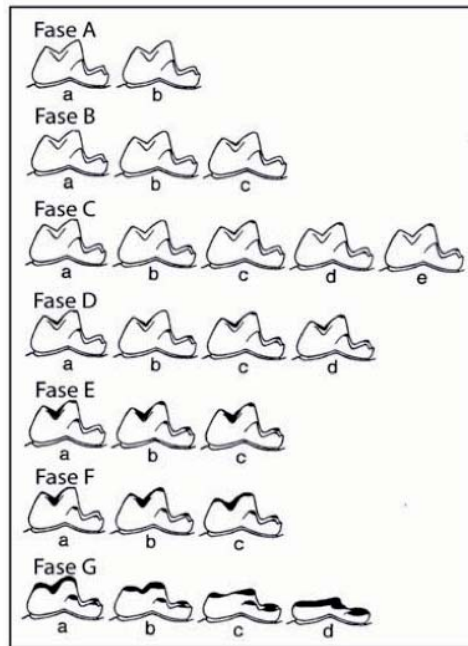 Fase A
a b
Fase B
a b c
Fase C
a b c d e
Fase D
a b c d
Fase E
a b c
Fase F
a b c
Fase G
a b c d